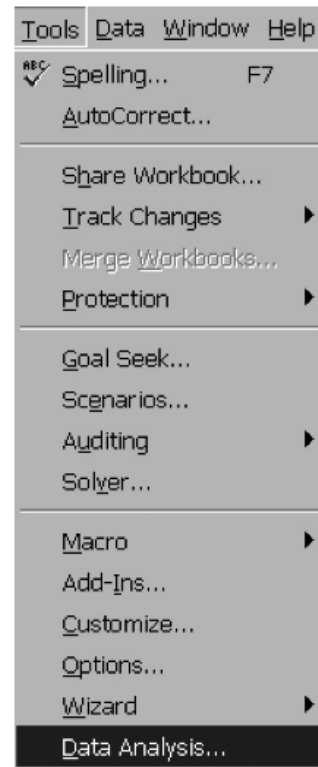 Tools Data Window Help
ABC Spelling... F7
AutoCorrect...
Share Workbook...
Track Changes
Merge Workbooks...
Protection
Goal Seek...
Scenarios...
Auditing
Solver...
Macro
Add-Ins...
Customize...
Options...
Wizard
Data Analysis...